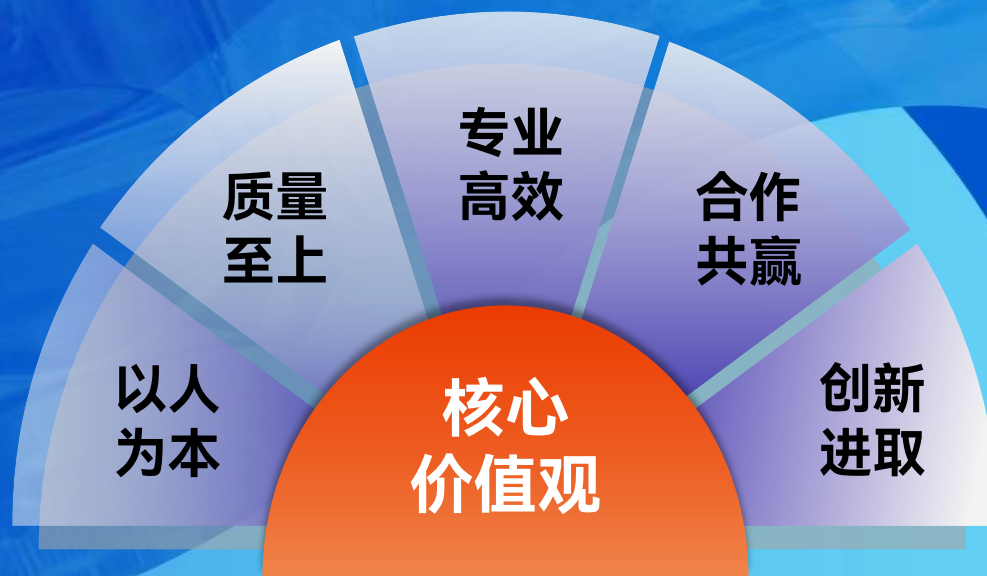 以人
为本
质量
至上
专业
高效
合作
共赢
创新
进取
核心
价值观